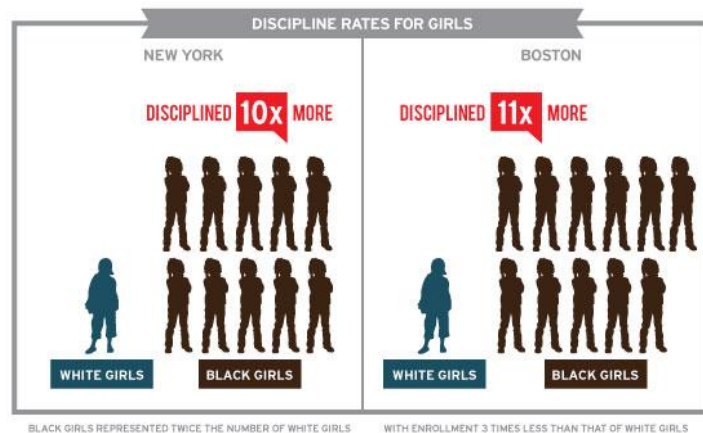 DISCIPLINE RATES FOR GIRLS
NEW YORK
DISCIPLINED 10x MORE
WHITE GIRLS
BLACK GIRLS
BLACK GIRLS REPRESENTED TWICE THE NUMBER OF WHITE GIRLS
BOSTON
DISCIPLINED 11x MORE
WHITE GIRLS
BLACK GIRLS
WITH ENROLLMENT 3 TIMES LESS THAN THAT OF WHITE GIRLS